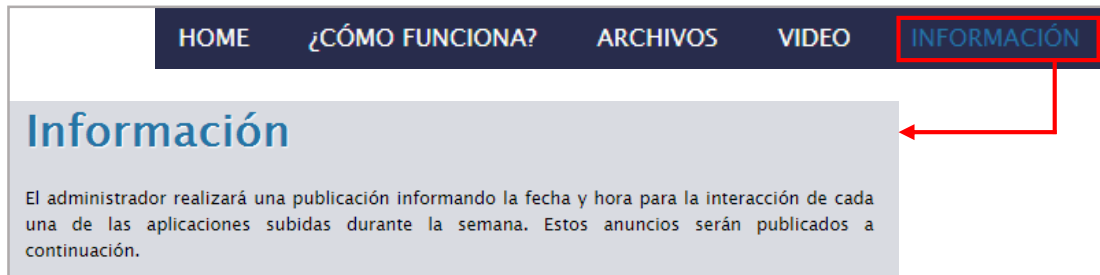 HOME ¿CÓMO FUNCIONA? ARCHIVOS VIDEO INFORMACIÓN
Información
El administrador realizará una publicación informando la fecha y hora para la interacción de cada
una de las aplicaciones subidas durante la semana. Estos anuncios serán publicados a
continuación.